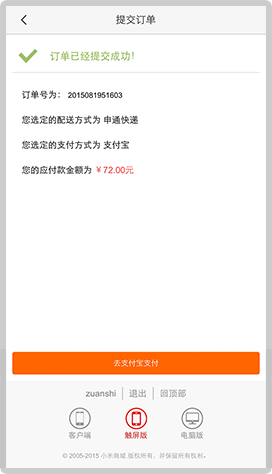 提交订单
订单已经提交成功!
订单号为: 2015081951603
您选定的配送方式为 申通快递
您选定的支付方式为 支付宝
您的应付款金额为 ¥72.00元
去支付宝支付
zuanshi 退出 回顶部
客户端 触屏版 电脑版
© 2005-2015 小米商城 版权所有，并保留所有权利。